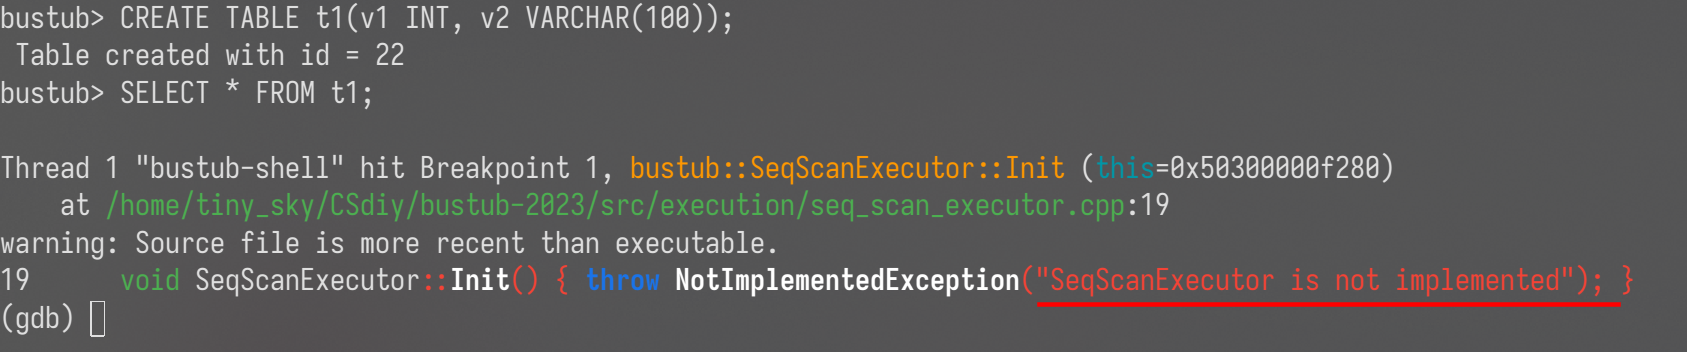 bustub> CREATE TABLE t1(v1 INT, v2 VARCHAR(100));
 Table created with id = 22
bustub> SELECT * FROM t1;

Thread 1 "bustub-shell" hit Breakpoint 1, bustub::SeqScanExecutor::Init (this=0x50300000f280)
    at /home/tiny_sky/CSdiy/bustub-2023/src/execution/seq_scan_executor.cpp:19
warning: Source file is more recent than executable.
19      void SeqScanExecutor::Init() { throw NotImplementedException("SeqScanExecutor is not implemented"); }
(gdb)